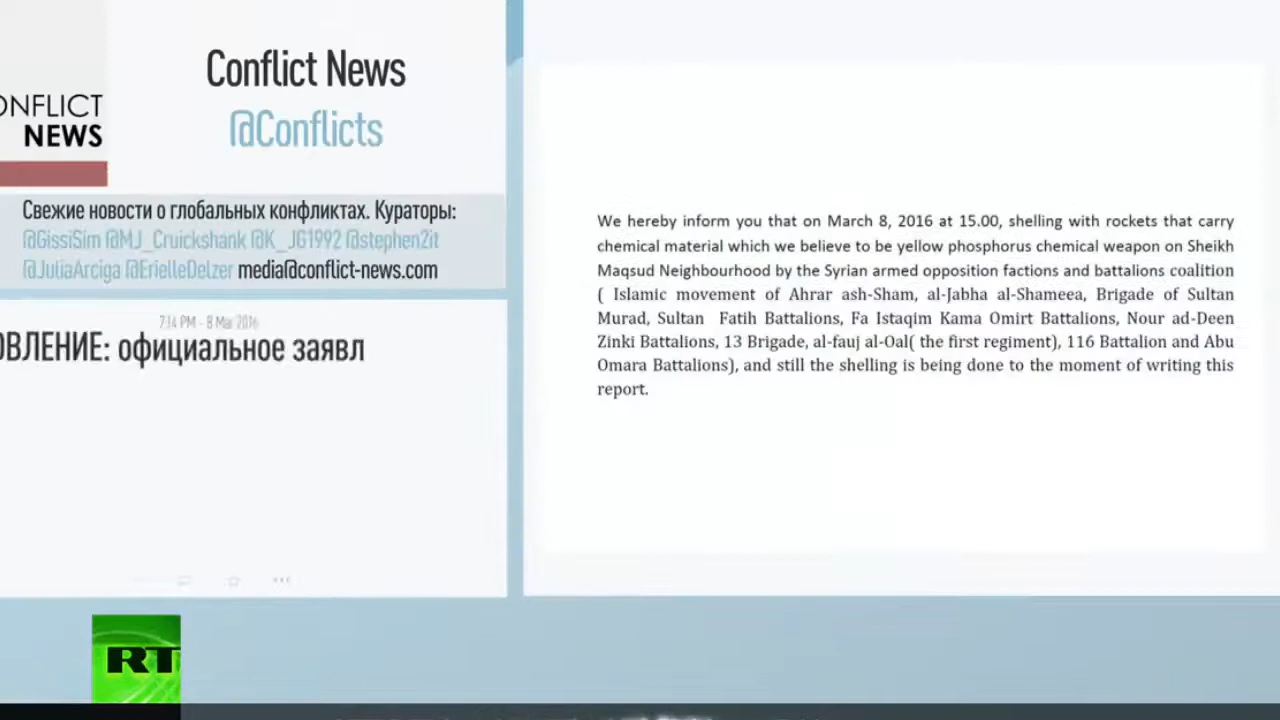 Conflict News
@Conflicts
ONFLICT
NEWS
Свежие новости о глобальных конфликтах. Кураторы:
@GissiSim @MJ_Cruickshank @K_JG1992 @stephen2it
@JuliaArciga @ErielleDelzer media@conflict-news.com
7:14 PM - 8 Mar 2016
ОВЛЕНИЕ: официальное заявл
We hereby inform you that on March 8, 2016 at 15.00, shelling with rockets that carry
chemical material which we believe to be yellow phosphorus chemical weapon on Sheikh
Maqsud Neighbourhood by the Syrian armed opposition factions and battalions coalition
( Islamic movement of Ahrar ash-Sham, al-Jabha al-Shameea, Brigade of Sultan
Murad, Sultan Fatih Battalions, Fa Istaqim Kama Omirt Battalions, Nour ad-Deen
Zinki Battalions, 13 Brigade, al-fauj al-Oal( the first regiment), 116 Battalion and Abu
Omara Battalions), and still the shelling is being done to the moment of writing this
report.
RT